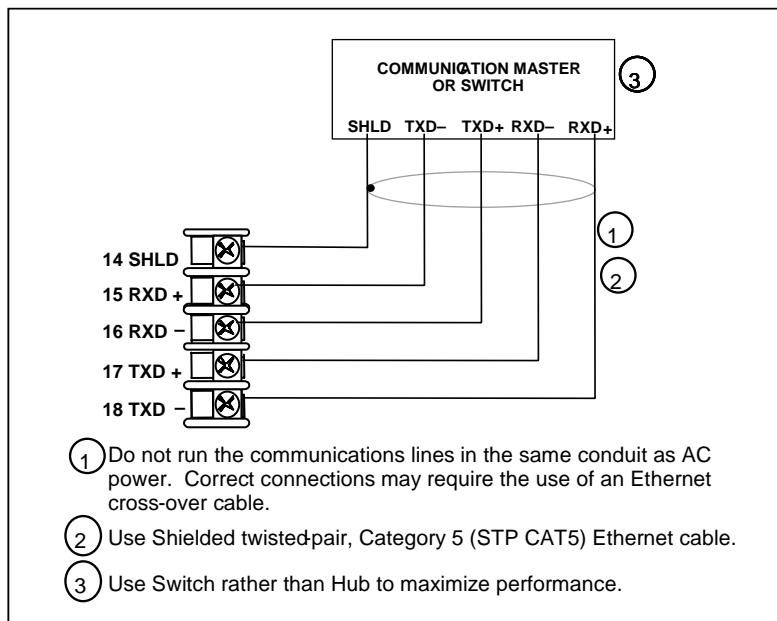 COMMUNICATION MASTER
OR SWITCH
3
SHLD TXD– TXD+ RXD– RXD+
1
2
14 SHLD
15 RXD +
16 RXD –
17 TXD +
18 TXD –
1 Do not run the communications lines in the same conduit as AC
power. Correct connections may require the use of an Ethernet
cross-over cable.
2 Use Shielded twisted-pair, Category 5 (STP CAT5) Ethernet cable.
3 Use Switch rather than Hub to maximize performance.